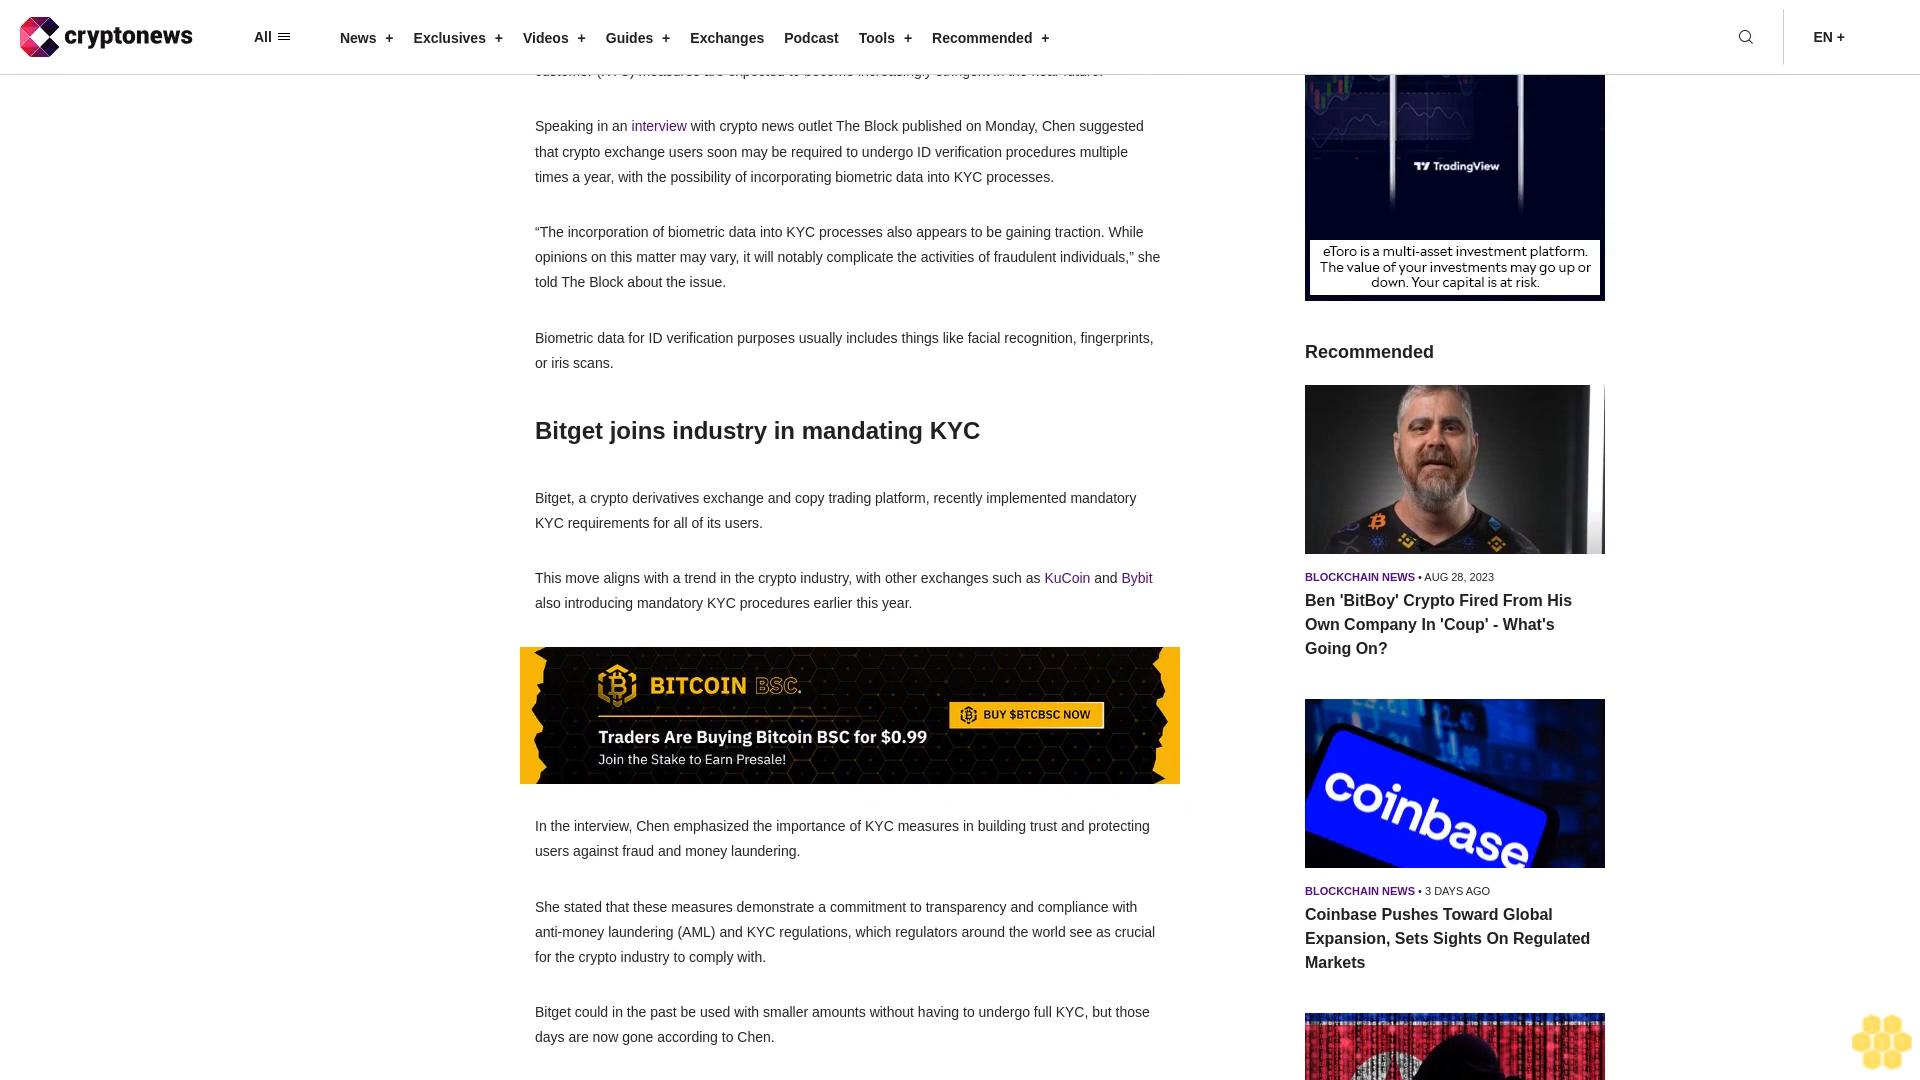 cryptonews
All
News +
Exclusives +
Videos +
Guides +
Exchanges
Podcast
Tools +
Recommended +
EN +
customer (KYC) measures are expected to become increasingly stringent in the near future.
Speaking in an interview with crypto news outlet The Block published on Monday, Chen suggested
that crypto exchange users soon may be required to undergo ID verification procedures multiple
times a year, with the possibility of incorporating biometric data into KYC processes.
“The incorporation of biometric data into KYC processes also appears to be gaining traction. While
opinions on this matter may vary, it will notably complicate the activities of fraudulent individuals,” she
told The Block about the issue.
Biometric data for ID verification purposes usually includes things like facial recognition, fingerprints,
or iris scans.
Bitget joins industry in mandating KYC
Bitget, a crypto derivatives exchange and copy trading platform, recently implemented mandatory
KYC requirements for all of its users.
This move aligns with a trend in the crypto industry, with other exchanges such as KuCoin and Bybit
also introducing mandatory KYC procedures earlier this year.
BITCOIN BSC.
BUY $BTCBSC NOW
Traders Are Buying Bitcoin BSC for $0.99
Join the Stake to Earn Presale!
In the interview, Chen emphasized the importance of KYC measures in building trust and protecting
users against fraud and money laundering.
She stated that these measures demonstrate a commitment to transparency and compliance with
anti-money laundering (AML) and KYC regulations, which regulators around the world see as crucial
for the crypto industry to comply with.
Bitget could in the past be used with smaller amounts without having to undergo full KYC, but those
days are now gone according to Chen.
TradingView
eToro is a multi-asset investment platform.
The value of your investments may go up or
down. Your capital is at risk.
Recommended
BLOCKCHAIN NEWS • AUG 28, 2023
Ben 'BitBoy' Crypto Fired From His
Own Company In 'Coup' - What's
Going On?
coinbase
BLOCKCHAIN NEWS • 3 DAYS AGO
Coinbase Pushes Toward Global
Expansion, Sets Sights On Regulated
Markets